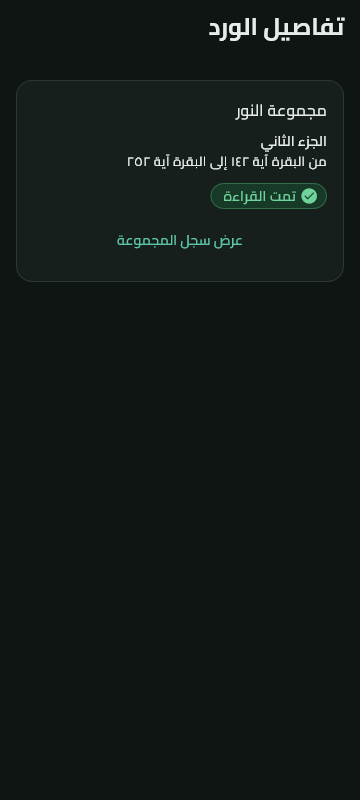 تفاصيل الورد
مجموعة النور
الجزء الثاني
من البقرة آية ١٤٢ إلى البقرة آية ٢٥٢
تمت القراءة
عرض سجل المجموعة